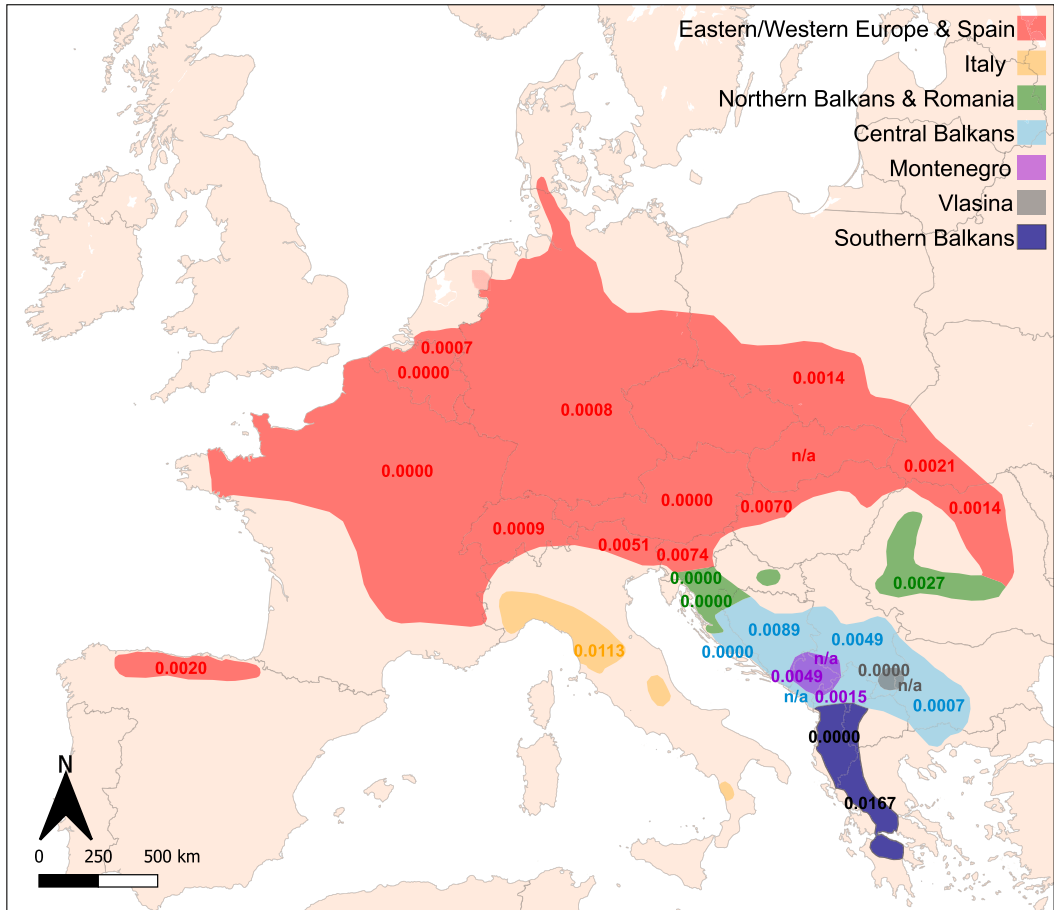 Eastern/Western Europe & Spain
Italy
Northern Balkans & Romania
Central Balkans
Montenegro
Vlasina
Southern Balkans
0.0007
0.0000
0.0014
0.0008
n/a
0.0021
0.0000
0.0000
0.0070
0.0014
0.0009
0.0051
0.0074
0.0000
0.0027
0.0000
0.0089
0.0049
0.0113
0.0000
n/a
0.0020
0.0049
0.0000
n/a
n/a
0.0015
0.0007
0.0000
0.0167
N
0 250 500 km